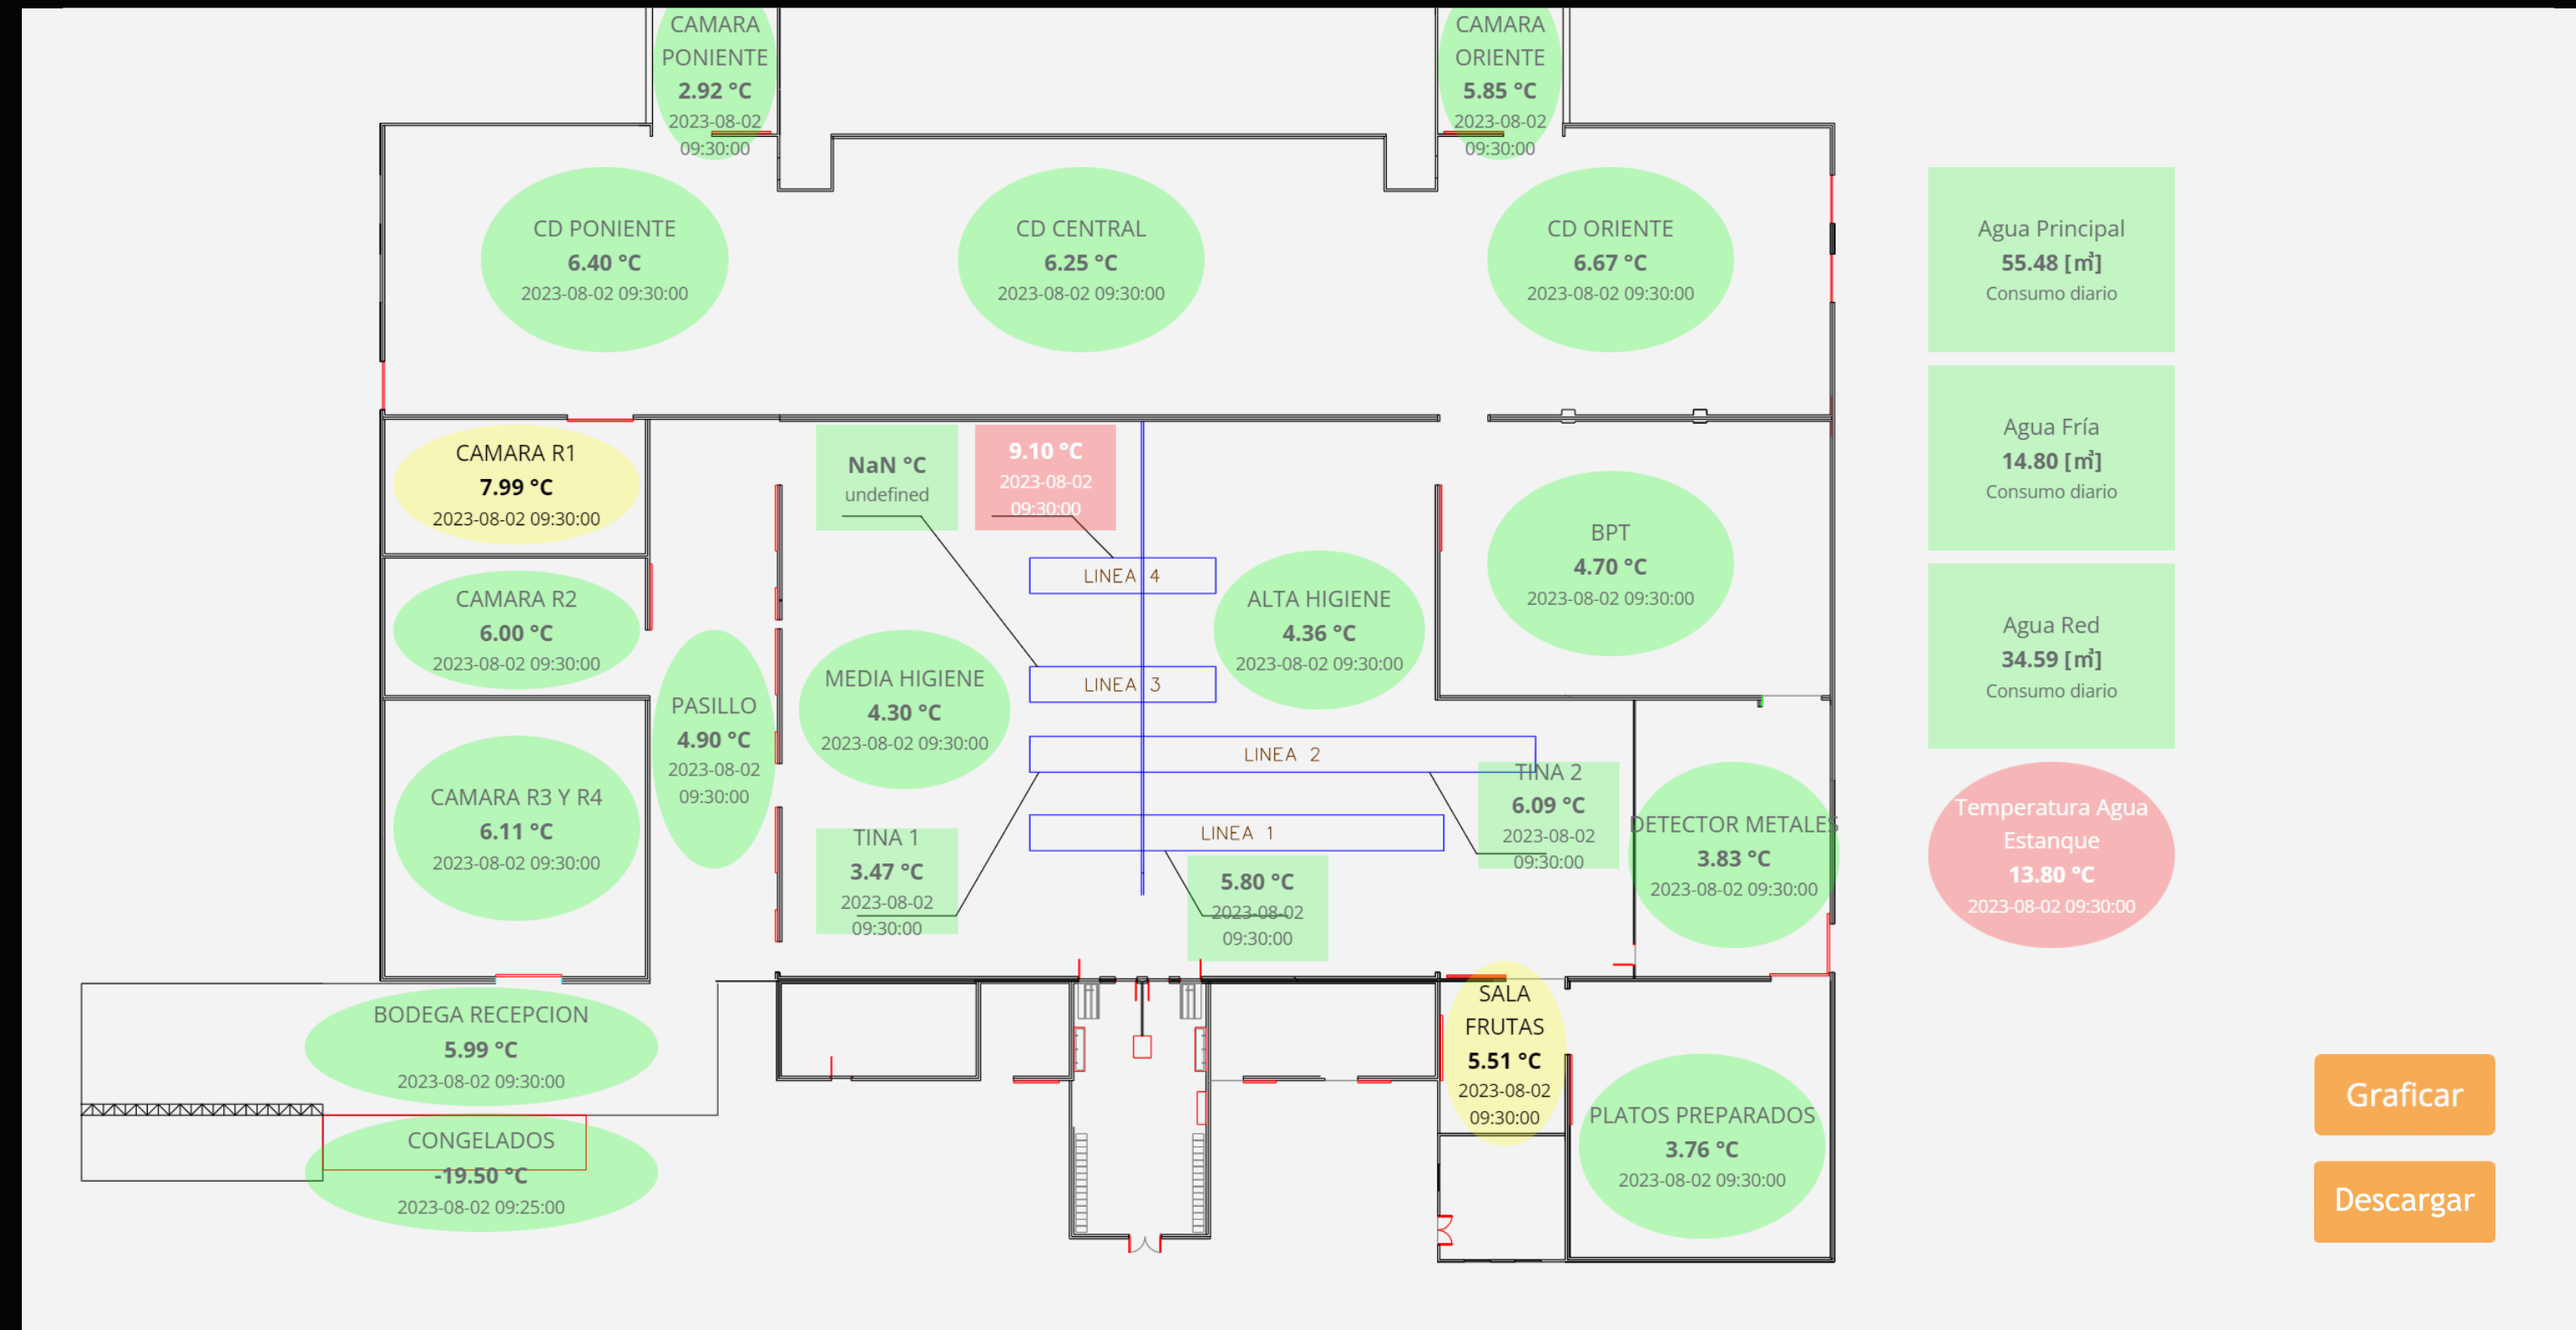 CAMARA
PONIENTE
2.92 °C
2023-08-02
09:30:00
CAMARA
ORIENTE
5.85 °C
2023-08-02
09:30:00
CD PONIENTE
6.40 °C
2023-08-02 09:30:00
CD CENTRAL
6.25 °C
2023-08-02 09:30:00
CD ORIENTE
6.67 °C
2023-08-02 09:30:00
Agua Principal
55.48 [㎥]
Consumo diario
CAMARA R1
7.99 °C
2023-08-02 09:30:00
NaN °C
undefined
9.10 °C
2023-08-02
09:30:00
Agua Fría
14.80 [㎥]
Consumo diario
BPT
4.70 °C
2023-08-02 09:30:00
LINEA 4
CAMARA R2
6.00 °C
2023-08-02 09:30:00
ALTA HIGIENE
4.36 °C
2023-08-02 09:30:00
Agua Red
34.59 [㎥]
Consumo diario
MEDIA HIGIENE
4.30 °C
2023-08-02 09:30:00
LINEA 3
PASILLO
4.90 °C
2023-08-02
09:30:00
LINEA 2
TINA 2
6.09 °C
2023-08-02
09:30:00
CAMARA R3 Y R4
6.11 °C
2023-08-02 09:30:00
LINEA 1
TINA 1
3.47 °C
2023-08-02
09:30:00
5.80 °C
2023-08-02
09:30:00
DETECTOR METALES
3.83 °C
2023-08-02 09:30:00
Temperatura Agua
Estanque
13.80 °C
2023-08-02 09:30:00
BODEGA RECEPCION
5.99 °C
2023-08-02 09:30:00
SALA
FRUTAS
5.51 °C
2023-08-02
09:30:00
CONGELADOS
-19.50 °C
2023-08-02 09:25:00
PLATOS PREPARADOS
3.76 °C
2023-08-02 09:30:00
Graficar
Descargar